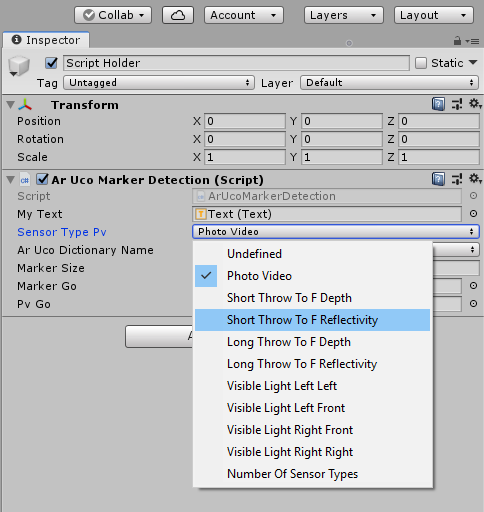 Collab Account Layers Layout
Inspector
Script Holder Static
Tag Untagged Layer Default
Transform
Position X 0 Y 0 Z 0
Rotation X 0 Y 0 Z 0
Scale X 1 Y 1 Z 1
Ar Uco Marker Detection (Script)
Script ArUcoMarkerDetection
My Text Text (Text)
Sensor Type Pv Photo Video
Ar Uco Dictionary Name
Marker Size
Marker Go
Pv Go
Undefined
Photo Video
Short Throw To F Depth
Short Throw To F Reflectivity
Long Throw To F Depth
Long Throw To F Reflectivity
Visible Light Left Left
Visible Light Left Front
Visible Light Right Front
Visible Light Right Right
Number Of Sensor Types